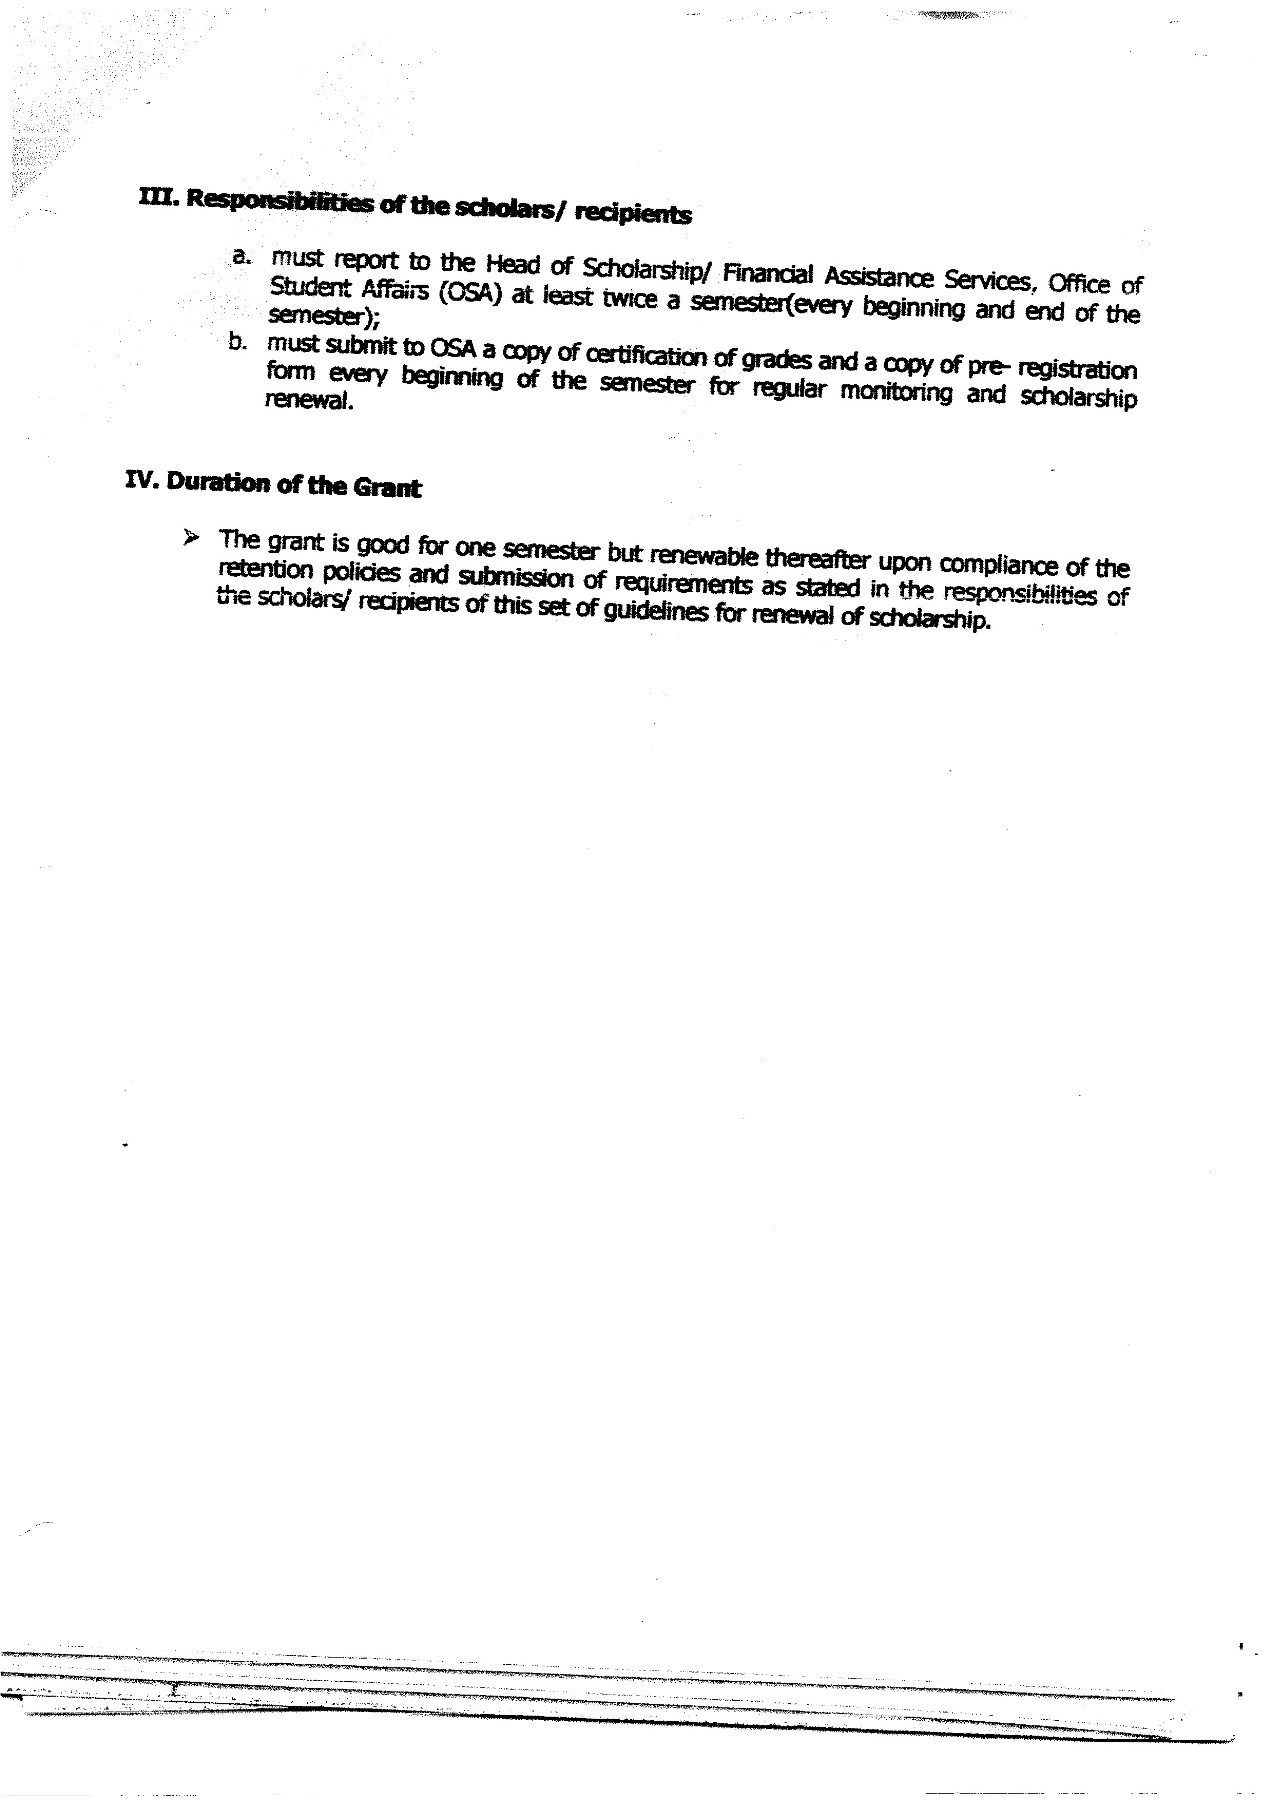 III. Responsibilities of the scholars/ recipients
a. must report to the Head of Scholarship/ Financial Assistance Services, Office of
Student Affairs (OSA) at least twice a semester(every beginning and end of the
semester);
b. must submit to OSA a copy of certification of grades and a copy of pre- registration
form every beginning of the semester for regular monitoring and scholarship
renewal.
IV. Duration of the Grant
➢ The grant is good for one semester but renewable thereafter upon compliance of the
retention policies and submission of requirements as stated in the responsibilities of
the scholars/ recipients of this set of guidelines for renewal of scholarship.